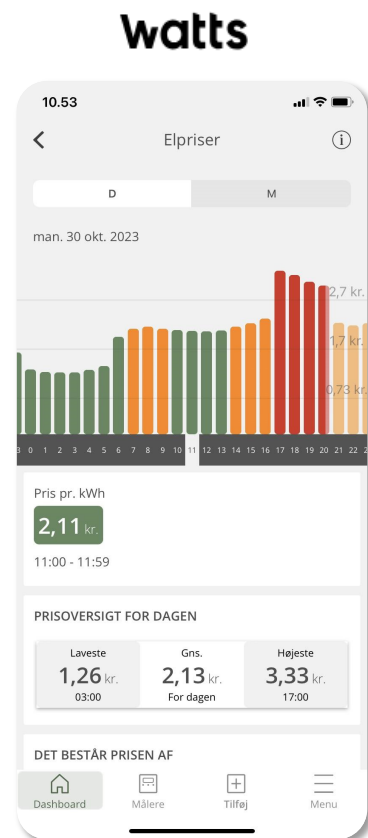 watts
10.53
Elpriser
D M
man. 30 okt. 2023
2,7 kr.
1,7 kr.
0,73 kr.
3 0 1 2 3 4 5 6 7 8 9 10 11 12 13 14 15 16 17 18 19 20 21 22 2
Pris pr. kWh
2,11 kr.
11:00 - 11:59
PRISOVERSIGT FOR DAGEN
Laveste Gns. Højeste
1,26 kr. 2,13 kr. 3,33 kr.
03:00 For dagen 17:00
DET BESTÅR PRISEN AF
Dashboard Målere Tilføj Menu